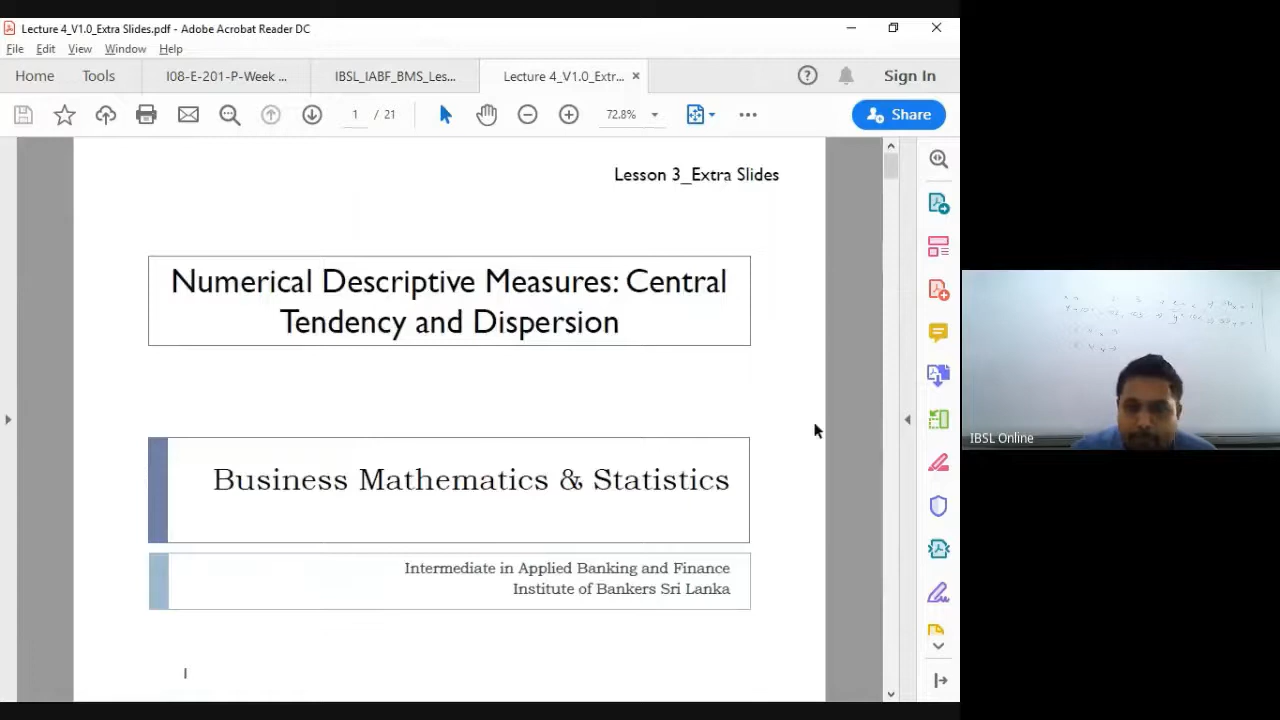 Lecture 4_V1.0_Extra Slides.pdf - Adobe Acrobat Reader DC
File Edit View Window Help
Home Tools I08-E-201-P-Week ... IBSL_IABF_BMS_Les... Lecture 4_V1.0_Extr... Sign In
1 / 21 72.8% Share
Lesson 3_Extra Slides
Numerical Descriptive Measures: Central
Tendency and Dispersion
Business Mathematics & Statistics
Intermediate in Applied Banking and Finance
Institute of Bankers Sri Lanka
1
IBSL Online